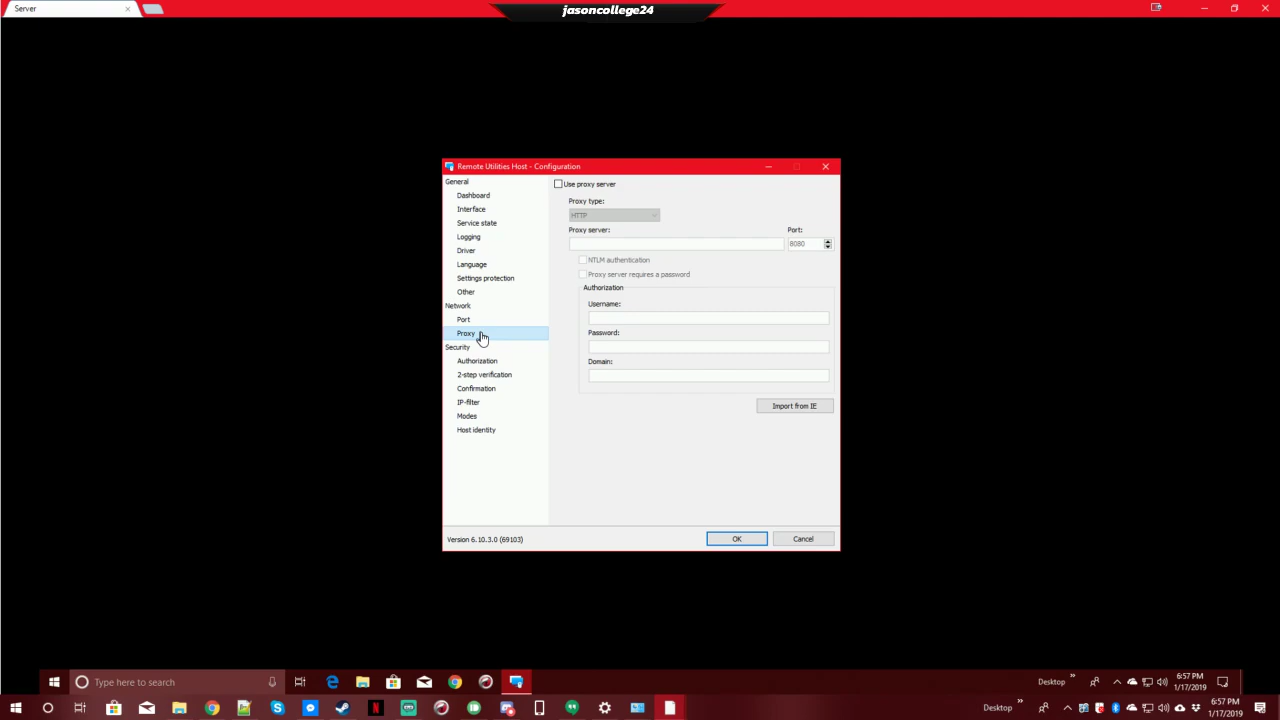 Server
jasoncollege24
Remote Utilities Host - Configuration
General
Dashboard
Interface
Service state
Logging
Driver
Language
Settings protection
Other
Network
Port
Proxy
Security
Authorization
2-step verification
Confirmation
IP-filter
Modes
Host identity
Use proxy server
Proxy type:
HTTP
Proxy server:
Port:
8080
NTLM authentication
Proxy server requires a password
Authorization
Username:
Password:
Domain:
Import from IE
Version 6.10.3.0 (69103)
OK
Cancel
Type here to search
Desktop
6:57 PM
1/17/2019
Desktop
6:57 PM
1/17/2019